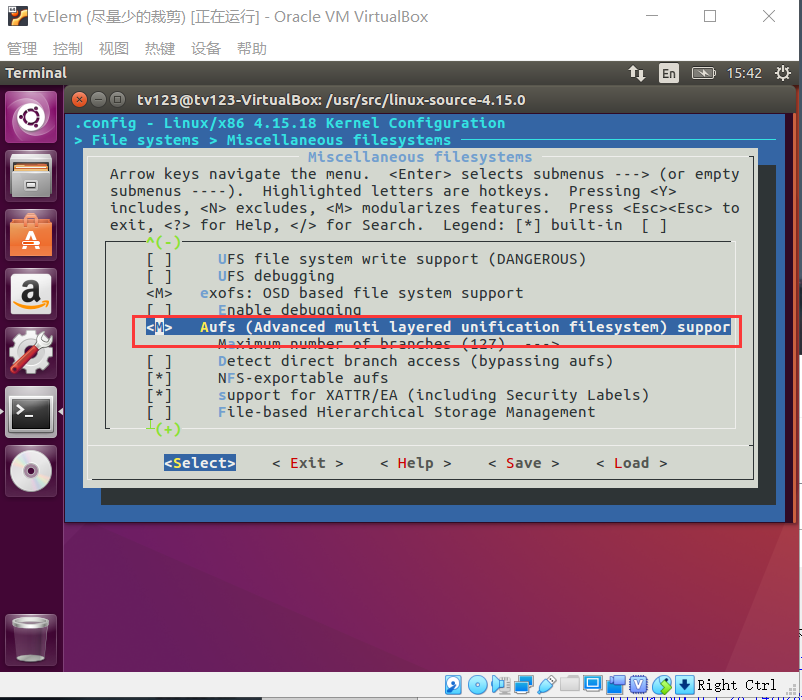 tvElem (尽量少的裁剪) [正在运行] - Oracle VM VirtualBox
管理 控制 视图 热键 设备 帮助
Terminal En 15:42
tv123@tv123-VirtualBox: /usr/src/linux-source-4.15.0
.config - Linux/x86 4.15.18 Kernel Configuration
> File systems > Miscellaneous filesystems
Miscellaneous filesystems
Arrow keys navigate the menu. <Enter> selects submenus ---> (or empty
submenus ----). Highlighted letters are hotkeys. Pressing <Y>
includes, <N> excludes, <M> modularizes features. Press <Esc><Esc> to
exit, <?> for Help, </> for Search. Legend: [*] built-in [ ]
^(-)
[ ] UFS file system write support (DANGEROUS)
[ ] UFS debugging
<M> exofs: OSD based file system support
[ ] Enable debugging
<M> Aufs (Advanced multi layered unification filesystem) suppor
Maximum number of branches (127) --->
[ ] Detect direct branch access (bypassing aufs)
[*] NFS-exportable aufs
[*] support for XATTR/EA (including Security Labels)
[ ] File-based Hierarchical Storage Management
(+)
<Select> < Exit > < Help > < Save > < Load >
Right Ctrl